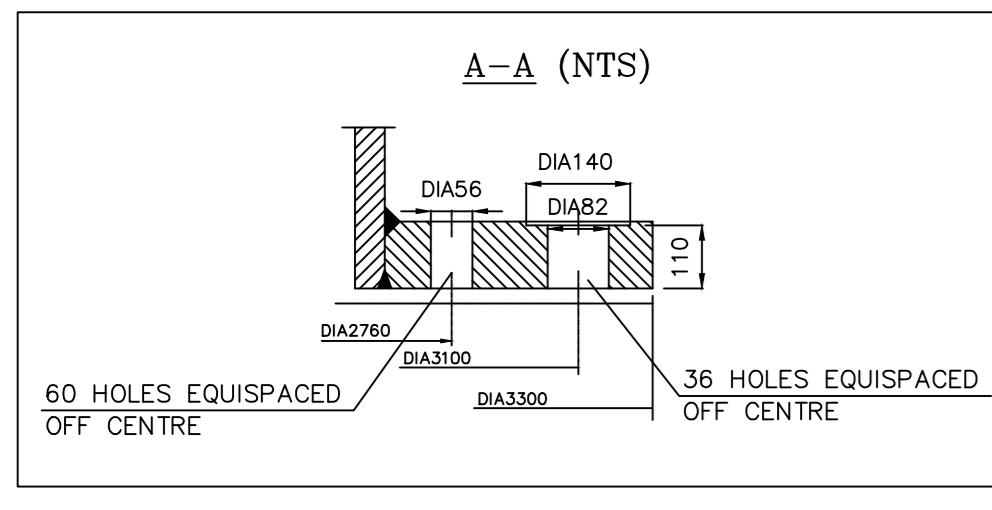 A-A (NTS)
DIA140
DIA56
DIA82
110
DIA2760
DIA3100
DIA3300
60 HOLES EQUISPACED
OFF CENTRE
36 HOLES EQUISPACED
OFF CENTRE